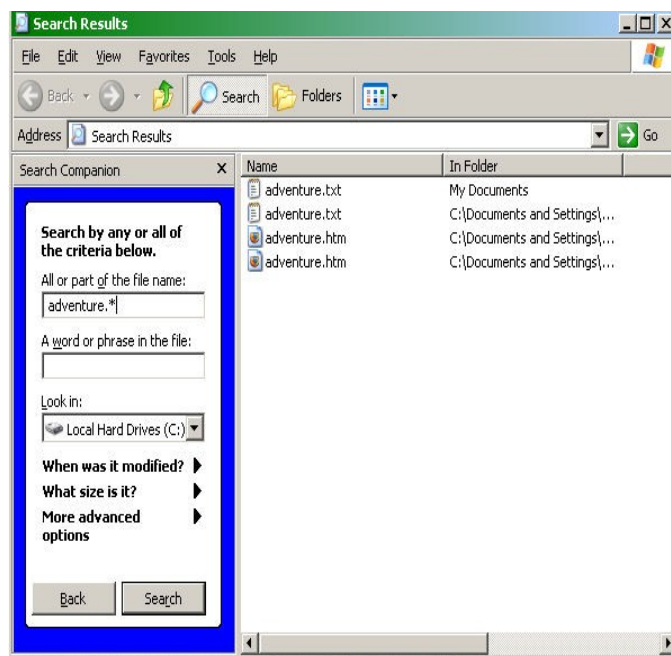 Search Results
File Edit View Favorites Tools Help
Back Search Folders
Address Search Results Go
Search Companion x Name In Folder
adventure.txt My Documents
adventure.txt C:\Documents and Settings\...
adventure.htm C:\Documents and Settings\...
adventure.htm C:\Documents and Settings\...
Search by any or all of
the criteria below.
All or part of the file name:
adventure.*
A word or phrase in the file:
Look in:
Local Hard Drives (C:)
When was it modified?
What size is it?
More advanced
options
Back Search